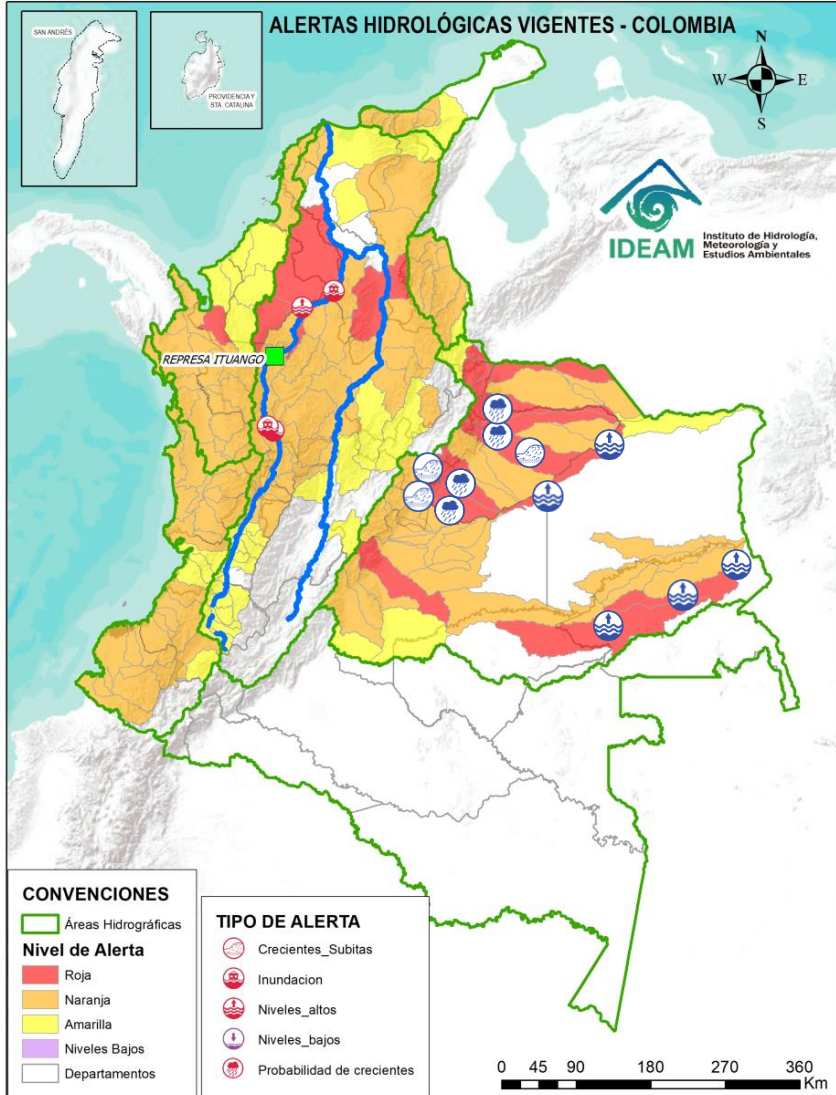 ALERTAS HIDROLÓGICAS VIGENTES - COLOMBIA
SAN ANDRÉS
PROVIDENCIA Y
STA. CATALINA
N
W
E
S
IDEAM
Instituto de Hidrología,
Meteorología y
Estudios Ambientales
REPRESA ITUANGO
CONVENCIONES
Áreas Hidrográficas
Nivel de Alerta
Roja
Naranja
Amarilla
Niveles Bajos
Departamentos
TIPO DE ALERTA
Crecientes_Subitas
Inundacion
Niveles_altos
Niveles_bajos
Probabilidad de crecientes
0 45 90 180 270 360
Km